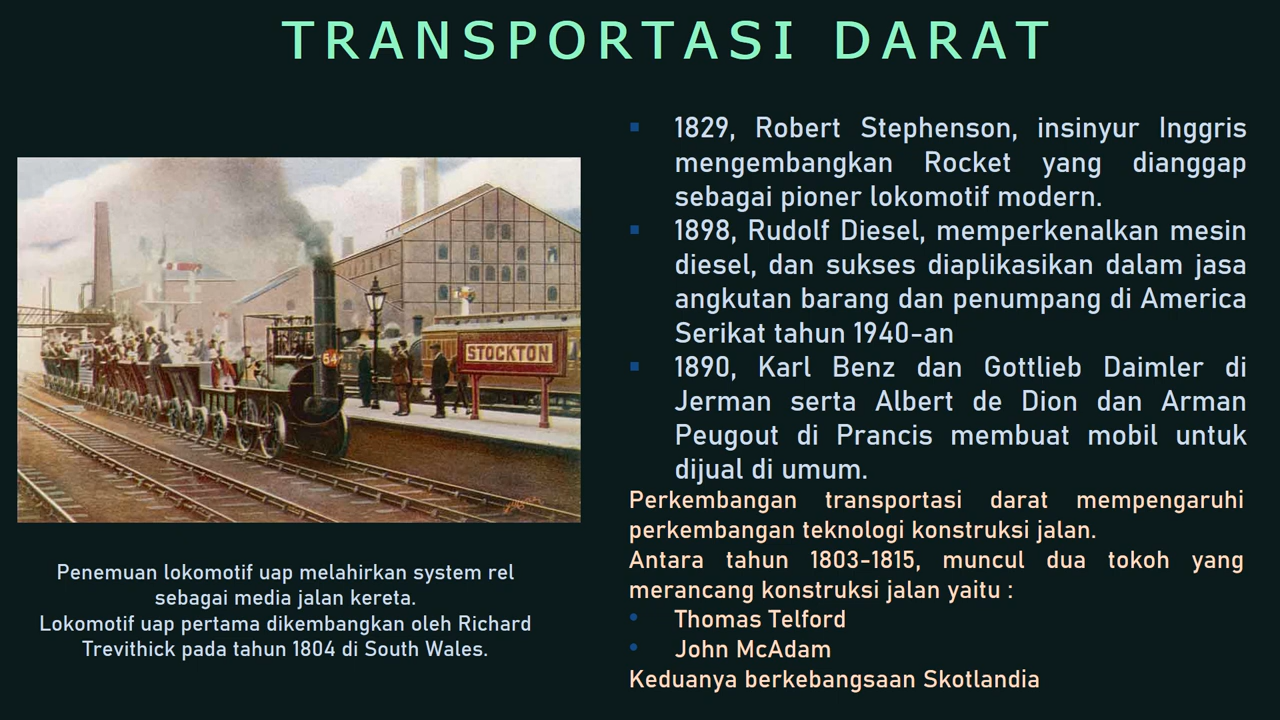 TRANSPORTASI DARAT
54
STOCKTON
Penemuan lokomotif uap melahirkan system rel
sebagai media jalan kereta.
Lokomotif uap pertama dikembangkan oleh Richard
Trevithick pada tahun 1804 di South Wales.
▪ 1829, Robert Stephenson, insinyur Inggris
mengembangkan Rocket yang dianggap
sebagai pioner lokomotif modern.
▪ 1898, Rudolf Diesel, memperkenalkan mesin
diesel, dan sukses diaplikasikan dalam jasa
angkutan barang dan penumpang di America
Serikat tahun 1940-an
▪ 1890, Karl Benz dan Gottlieb Daimler di
Jerman serta Albert de Dion dan Arman
Peugout di Prancis membuat mobil untuk
dijual di umum.
Perkembangan transportasi darat mempengaruhi
perkembangan teknologi konstruksi jalan.
Antara tahun 1803-1815, muncul dua tokoh yang
merancang konstruksi jalan yaitu :
• Thomas Telford
• John McAdam
Keduanya berkebangsaan Skotlandia